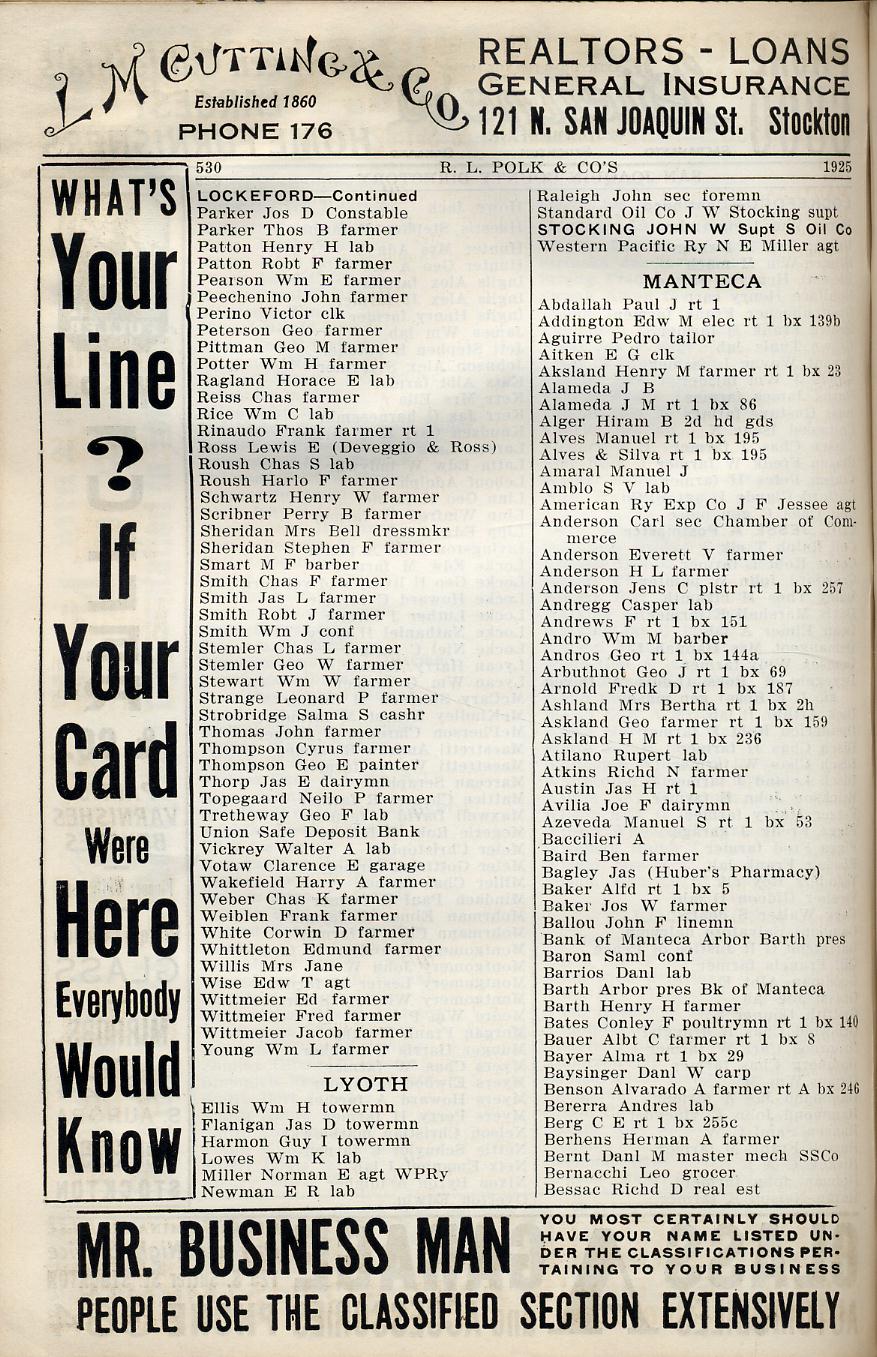 L M CUTTING & CO.
Established 1860
PHONE 176
REALTORS - LOANS
GENERAL INSURANCE
121 N. SAN JOAQUIN St. Stockton
530 R. L. POLK & CO'S 1925
WHAT'S
Your
Line
?
If
Your
Card
Were
Here
Everybody
Would
Know
LOCKEFORD—Continued
Parker Jos D Constable
Parker Thos B farmer
Patton Henry H lab
Patton Robt F farmer
Pearson Wm E farmer
Peechenino John farmer
Perino Victor clk
Peterson Geo farmer
Pittman Geo M farmer
Potter Wm H farmer
Ragland Horace E lab
Reiss Chas farmer
Rice Wm C lab
Rinaudo Frank farmer rt 1
Ross Lewis E (Deveggio & Ross)
Roush Chas S lab
Roush Harlo F farmer
Schwartz Henry W farmer
Scribner Perry B farmer
Sheridan Mrs Bell dressmkr
Sheridan Stephen F farmer
Smart M F barber
Smith Chas F farmer
Smith Jas L farmer
Smith Robt J farmer
Smith Wm J conf
Stemler Chas L farmer
Stemler Geo W farmer
Stewart Wm W farmer
Strange Leonard P farmer
Strobridge Salma S cashr
Thomas John farmer
Thompson Cyrus farmer
Thompson Geo E painter
Thorp Jas E dairymn
Topegaard Neilo P farmer
Tretheway Geo F lab
Union Safe Deposit Bank
Vickrey Walter A lab
Votaw Clarence E garage
Wakefield Harry A farmer
Weber Chas K farmer
Weiblen Frank farmer
White Corwin D farmer
Whittleton Edmund farmer
Willis Mrs Jane
Wise Edw T agt
Wittmeier Ed farmer
Wittmeier Fred farmer
Wittmeier Jacob farmer
Young Wm L farmer
LYOTH
Ellis Wm H towermn
Flanigan Jas D towermn
Harmon Guy I towermn
Lowes Wm K lab
Miller Norman E agt WPRy
Newman E R lab
Raleigh John sec foremn
Standard Oil Co J W Stocking supt
STOCKING JOHN W Supt S Oil Co
Western Pacific Ry N E Miller agt
MANTECA
Abdallah Paul J rt 1
Addington Edw M elec rt 1 bx 139b
Aguirre Pedro tailor
Aitken E G clk
Aksland Henry M farmer rt 1 bx 23
Alameda J B
Alameda J M rt 1 bx 86
Alger Hiram B 2d hd gds
Alves Manuel rt 1 bx 195
Alves & Silva rt 1 bx 195
Amaral Manuel J
Amblo S V lab
American Ry Exp Co J F Jessee agt
Anderson Carl sec Chamber of Com-
merce
Anderson Everett V farmer
Anderson H L farmer
Anderson Jens C plstr rt 1 bx 257
Andregg Casper lab
Andrews F rt 1 bx 151
Andro Wm M barber
Andros Geo rt 1 bx 144a
Arbuthnot Geo J rt 1 bx 69
Arnold Fredk D rt 1 bx 187
Ashland Mrs Bertha rt 1 bx 2h
Askland Geo farmer rt 1 bx 159
Askland H M rt 1 bx 236
Atilano Rupert lab
Atkins Richd N farmer
Austin Jas H rt 1
Avilia Joe F dairymn
Azeveda Manuel S rt 1 bx 53
Baccilieri A
Baird Ben farmer
Bagley Jas (Huber's Pharmacy)
Baker Alfd rt 1 bx 5
Baker Jos W farmer
Ballou John F linemn
Bank of Manteca Arbor Barth pres
Baron Saml conf
Barrios Danl lab
Barth Arbor pres Bk of Manteca
Barth Henry H farmer
Bates Conley F poultrymn rt 1 bx 140
Bauer Albt C farmer rt 1 bx 8
Bayer Alma rt 1 bx 29
Baysinger Danl W carp
Benson Alvarado A farmer rt A bx 246
Bererra Andres lab
Berg C E rt 1 bx 255c
Berhens Herman A farmer
Bernt Danl M master mech SSCo
Bernacchi Leo grocer
Bessac Richd D real est
MR. BUSINESS MAN
YOU MOST CERTAINLY SHOULD
HAVE YOUR NAME LISTED UN-
DER THE CLASSIFICATIONS PER-
TAINING TO YOUR BUSINESS
PEOPLE USE THE CLASSIFIED SECTION EXTENSIVELY